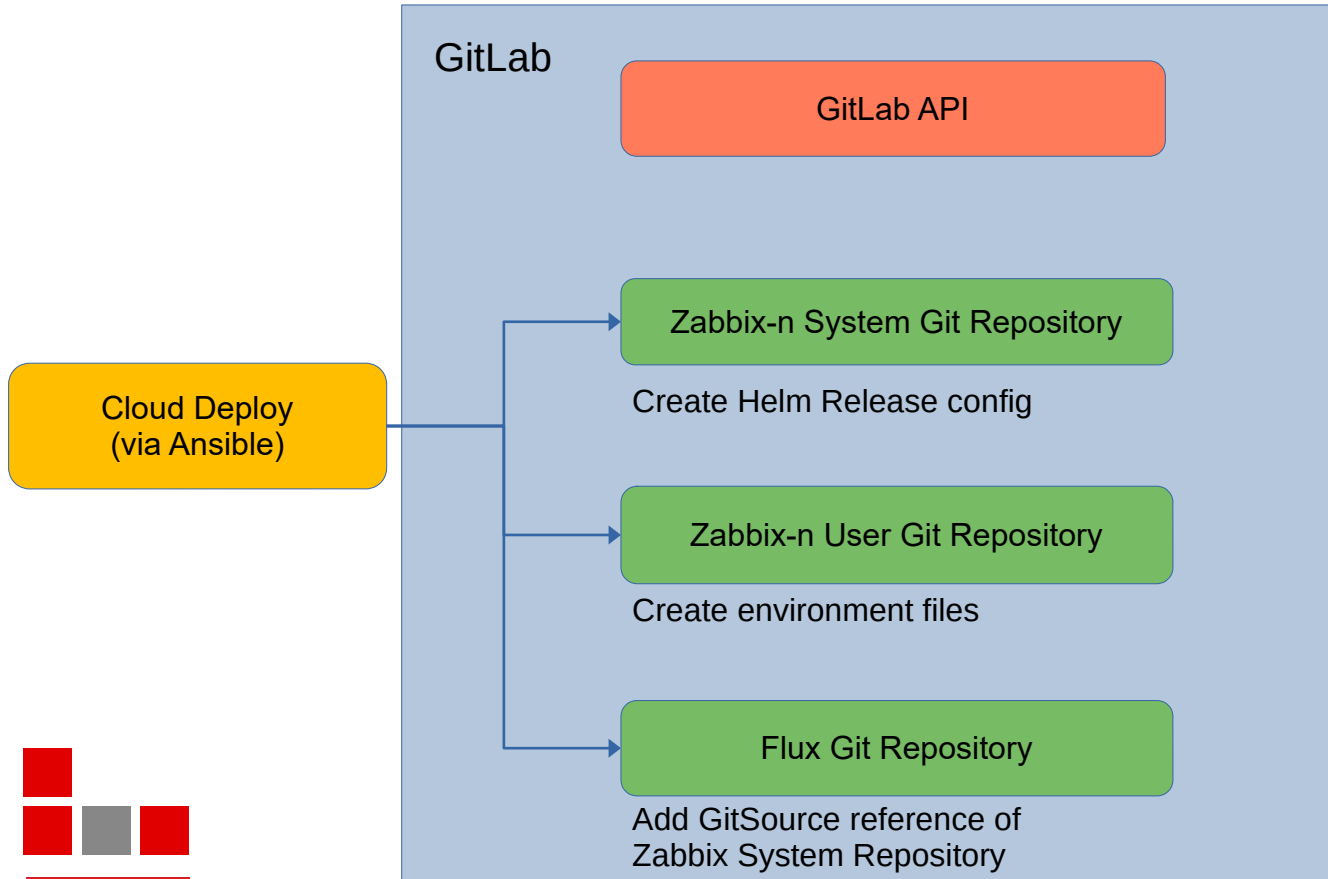 GitLab
GitLab API
Zabbix-n System Git Repository
Create Helm Release config
Cloud Deploy
(via Ansible)
Zabbix-n User Git Repository
Create environment files
Flux Git Repository
Add GitSource reference of
Zabbix System Repository